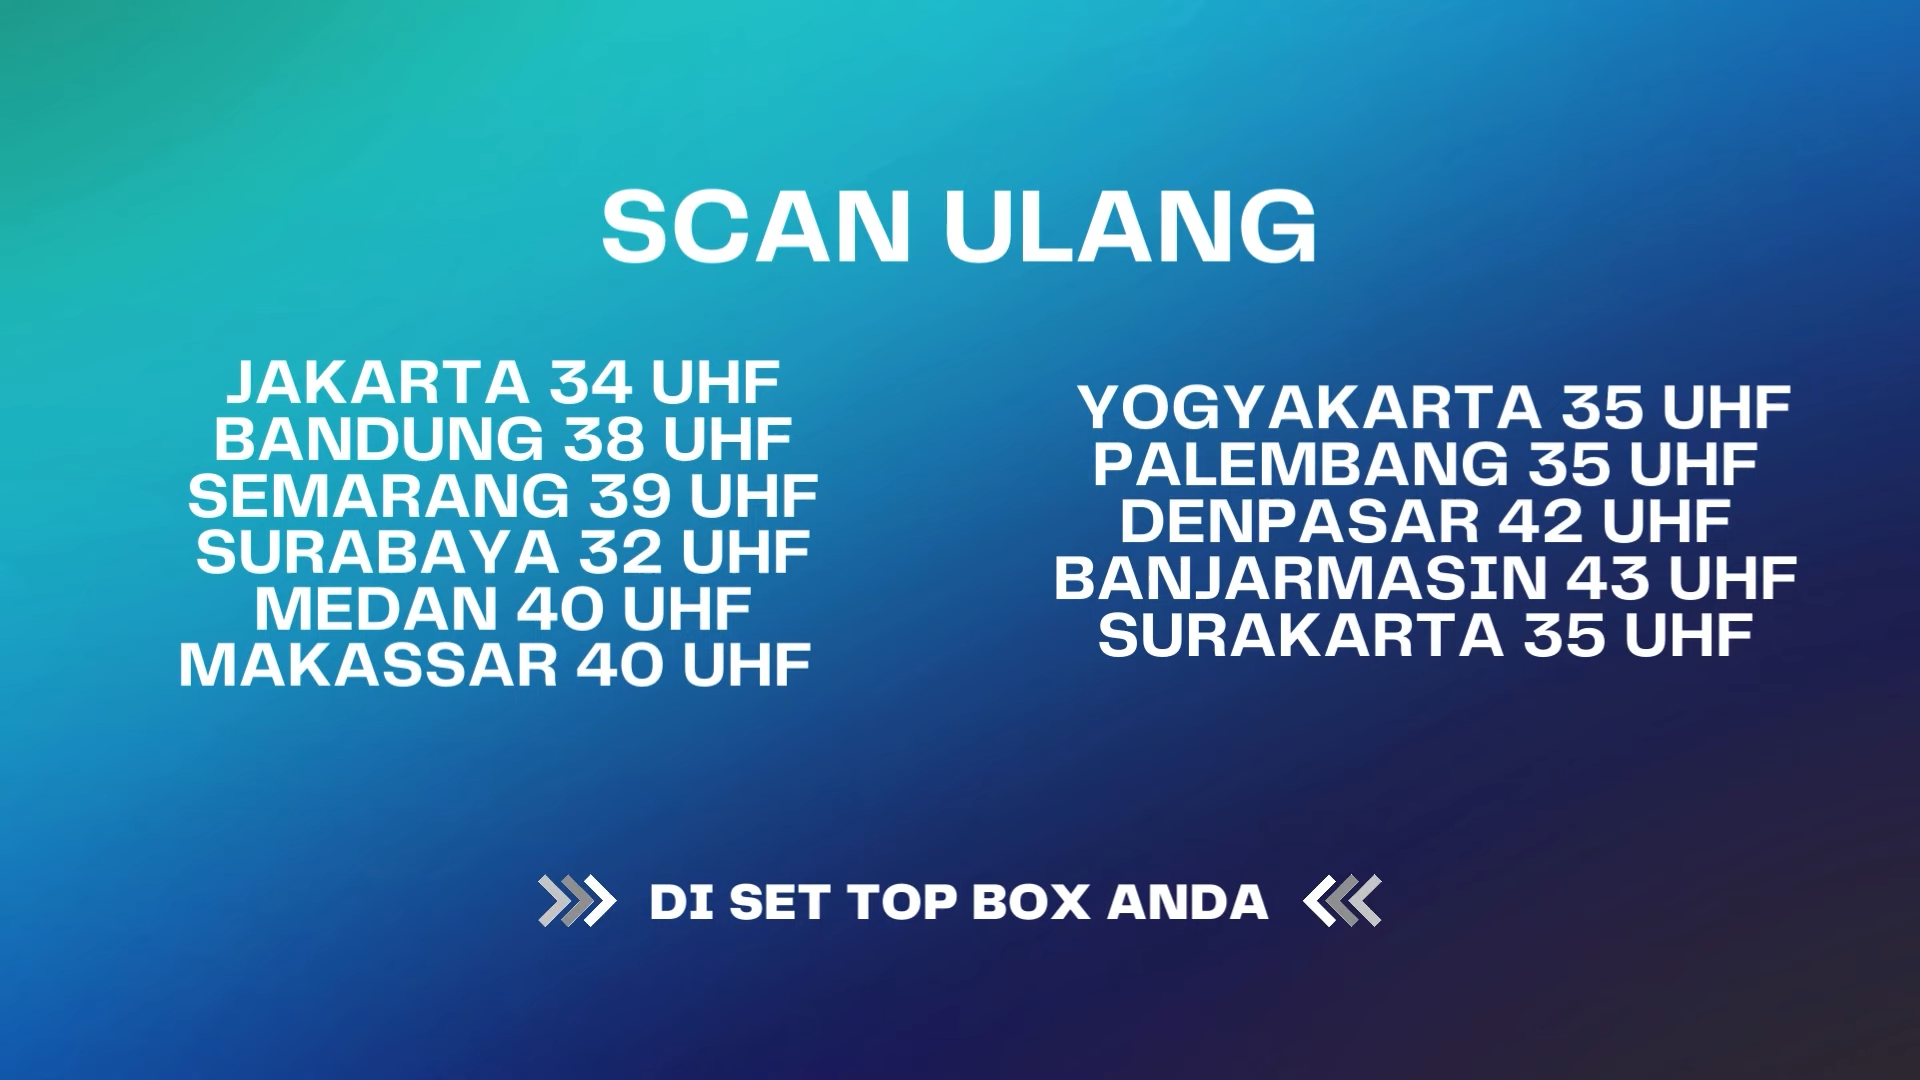 SCAN ULANG
JAKARTA 34 UHF
BANDUNG 38 UHF
SEMARANG 39 UHF
SURABAYA 32 UHF
MEDAN 40 UHF
MAKASSAR 40 UHF
YOGYAKARTA 35 UHF
PALEMBANG 35 UHF
DENPASAR 42 UHF
BANJARMASIN 43 UHF
SURAKARTA 35 UHF
DI SET TOP BOX ANDA